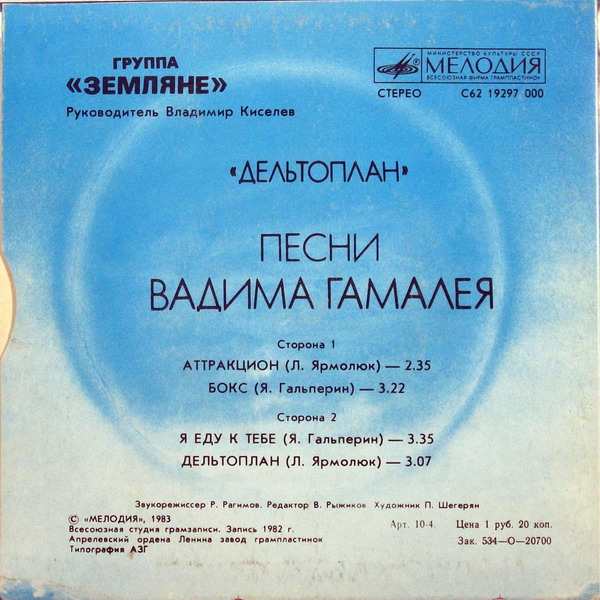 ГРУППА
«ЗЕМЛЯНЕ»
Руководитель Владимир Киселев
МИНИСТЕРСТВО КУЛЬТУРЫ СССР
МЕЛОДИЯ
ВСЕСОЮЗНАЯ ФИРМА ГРАМПЛАСТИНОК
СТЕРЕО С62 19297 000
«ДЕЛЬТОПЛАН»
ПЕСНИ
ВАДИМА ГАМАЛЕЯ
Сторона 1
АТТРАКЦИОН (Л. Ярмолюк) — 2.35
БОКС (Я. Гальперин) — 3.22
Сторона 2
Я ЕДУ К ТЕБЕ (Я. Гальперин) — 3.35
ДЕЛЬТОПЛАН (Л. Ярмолюк) — 3.07
Звукорежиссер Р. Рагимов. Редактор В. Рыжиков. Художник П. Шегерян
© «МЕЛОДИЯ», 1983
Всесоюзная студия грамзаписи. Запись 1982 г.
Апрелевский ордена Ленина завод грампластинок
Типография АЗГ
Арт. 10-4. Цена 1 руб. 20 коп.
Зак. 534—О—20700